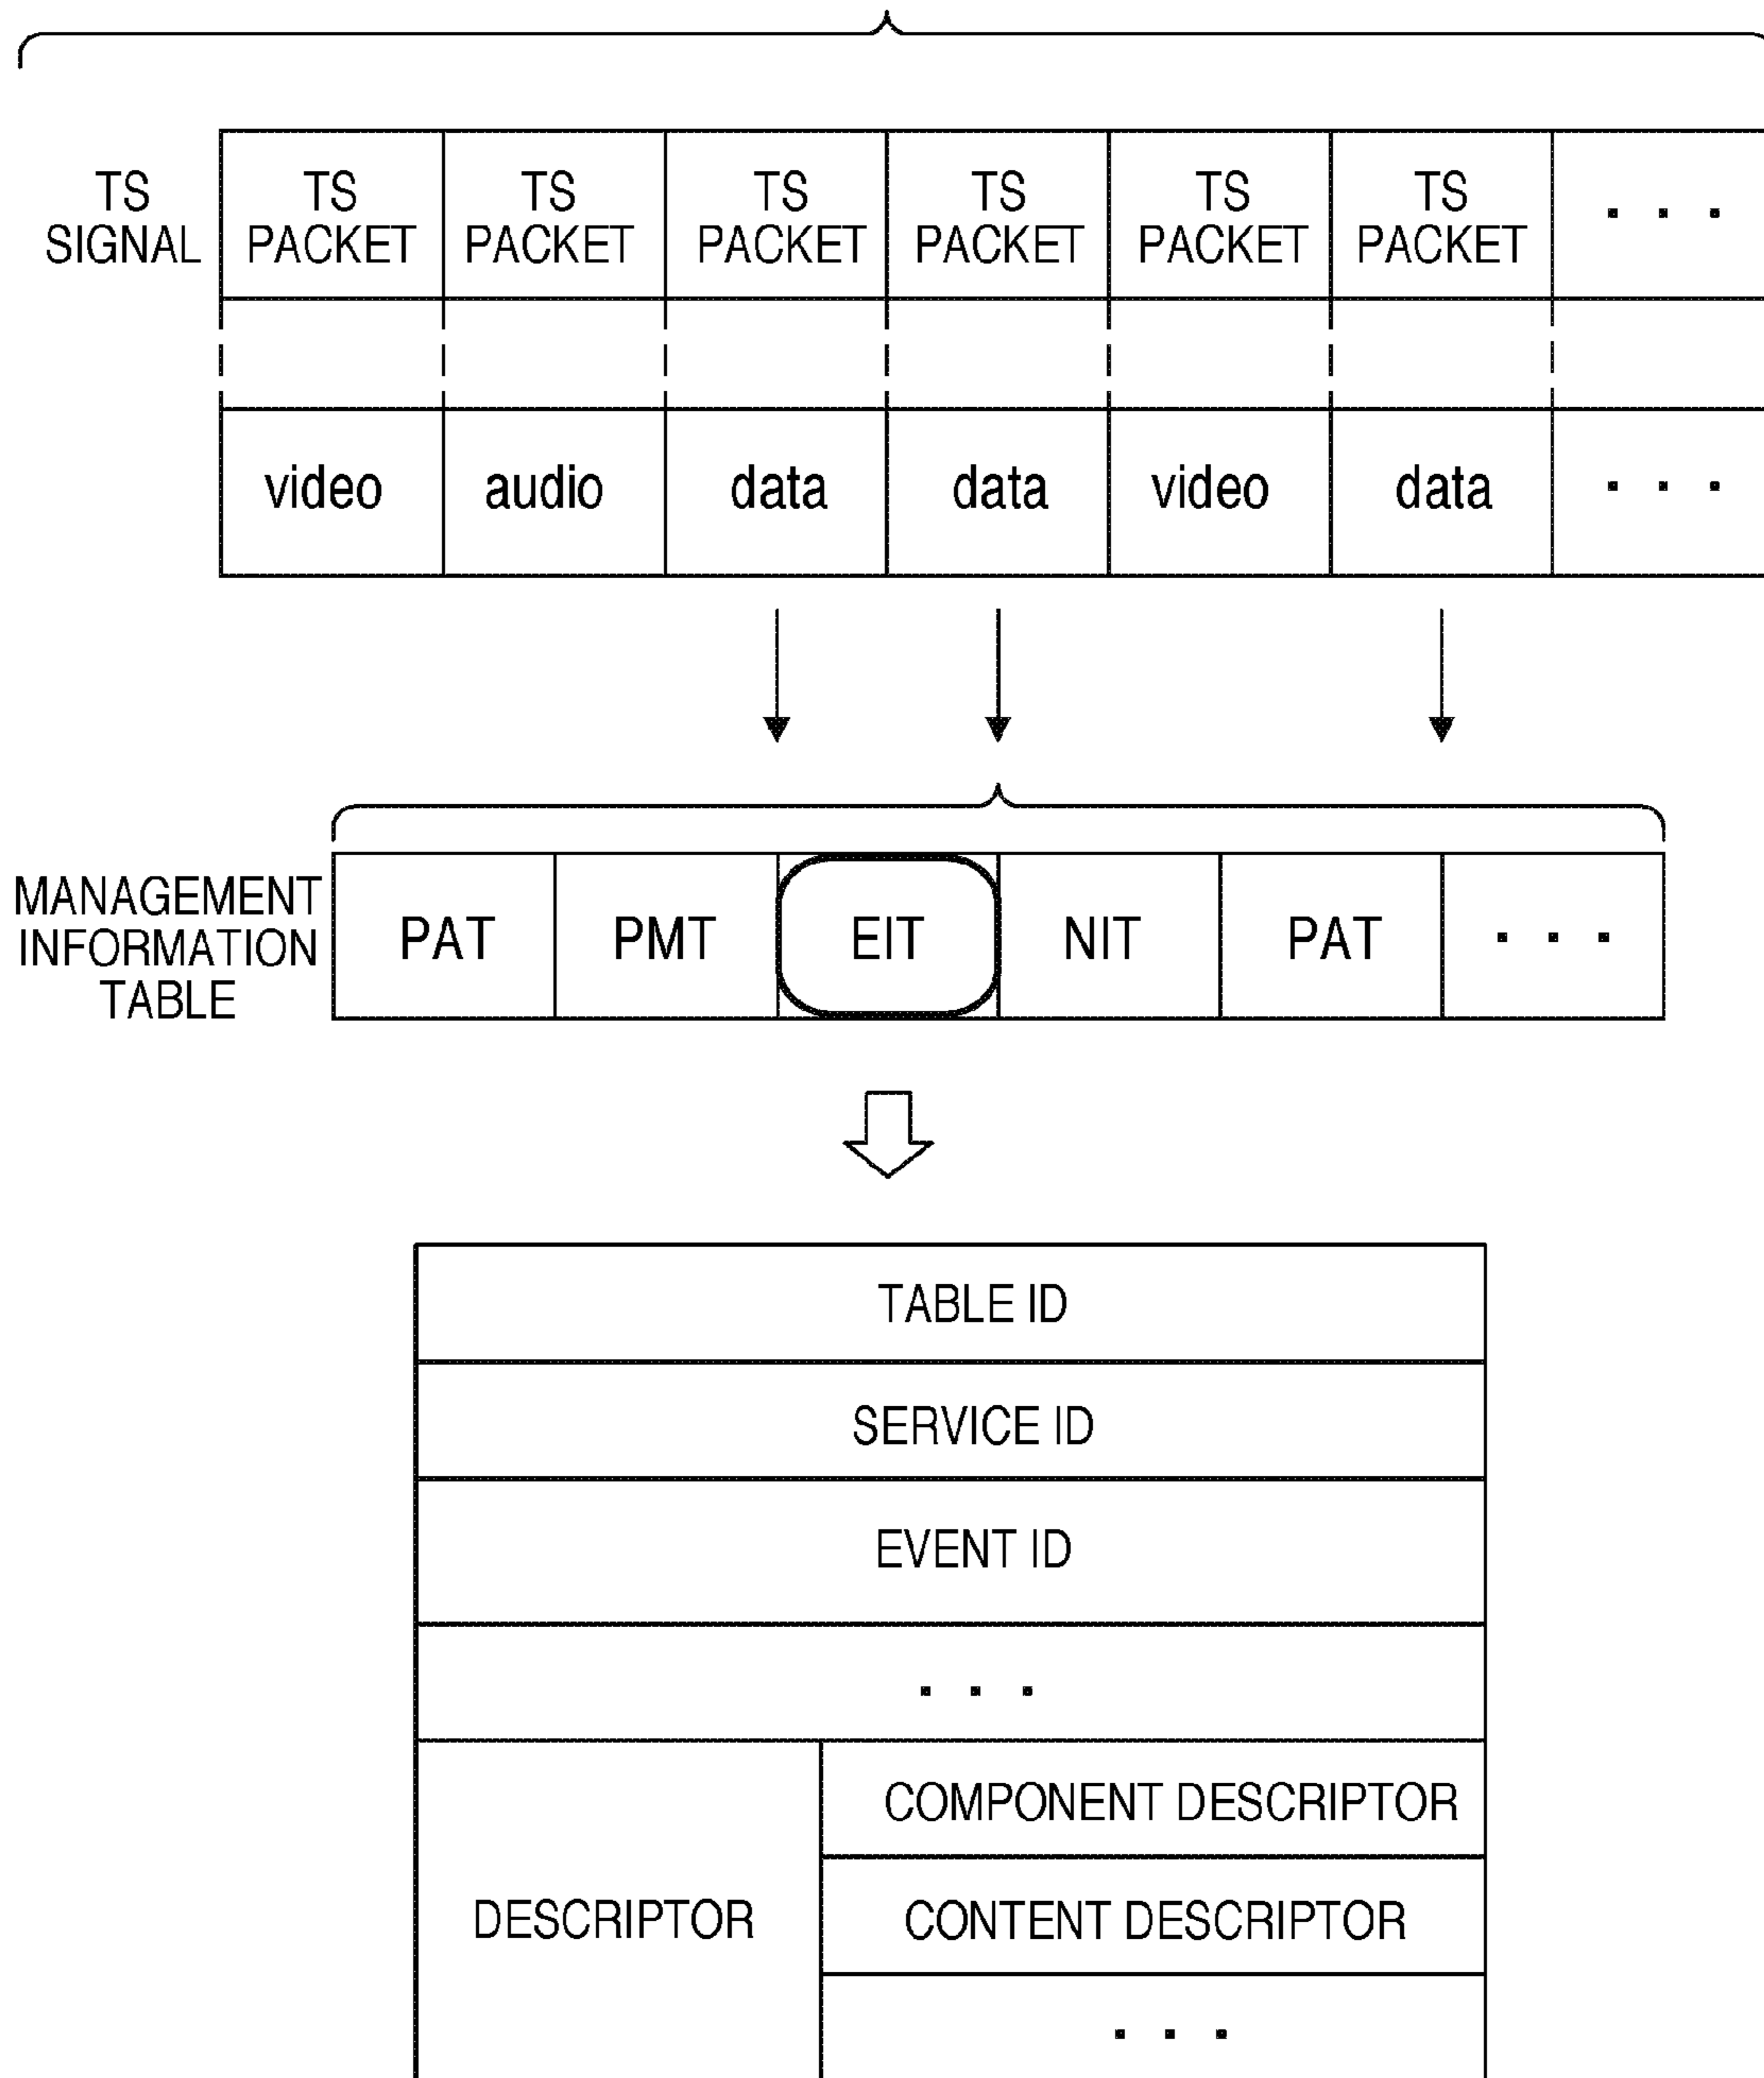 TS
SIGNAL
TS
PACKET
TS
PACKET
TS
PACKET
TS
PACKET
TS
PACKET
TS
PACKET
. . .
video
audio
data
data
video
data
. . .
MANAGEMENT
INFORMATION
TABLE
PAT
PMT
EIT
NIT
PAT
. . .
TABLE ID
SERVICE ID
EVENT ID
. . .
DESCRIPTOR
COMPONENT DESCRIPTOR
CONTENT DESCRIPTOR
. . .